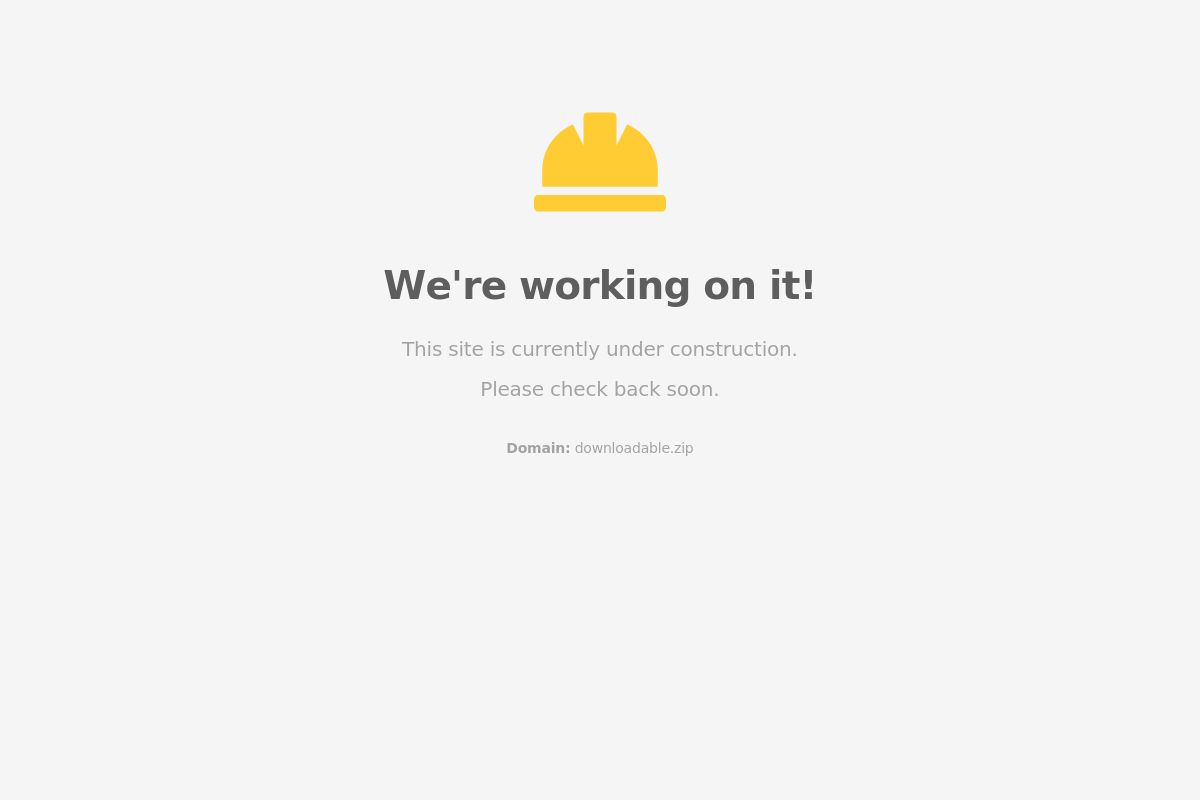 We're working on it!
This site is currently under construction.
Please check back soon.
Domain: downloadable.zip